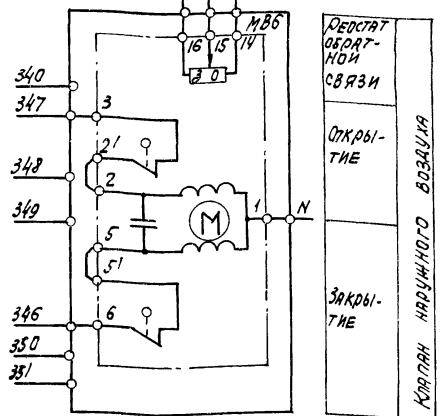 МВ6
16 15 14
3 0
340
347
3
2'
348
2
349
5
5'
346
6
350
351
М
1
N
РЕОСТАТ
ОБРАТ-
НОЙ
СВЯЗИ
ОТКРЫ-
ТИЕ
ЗАКРЫ-
ТИЕ
КЛАПАН НАРУЖНОГО ВОЗДУХА